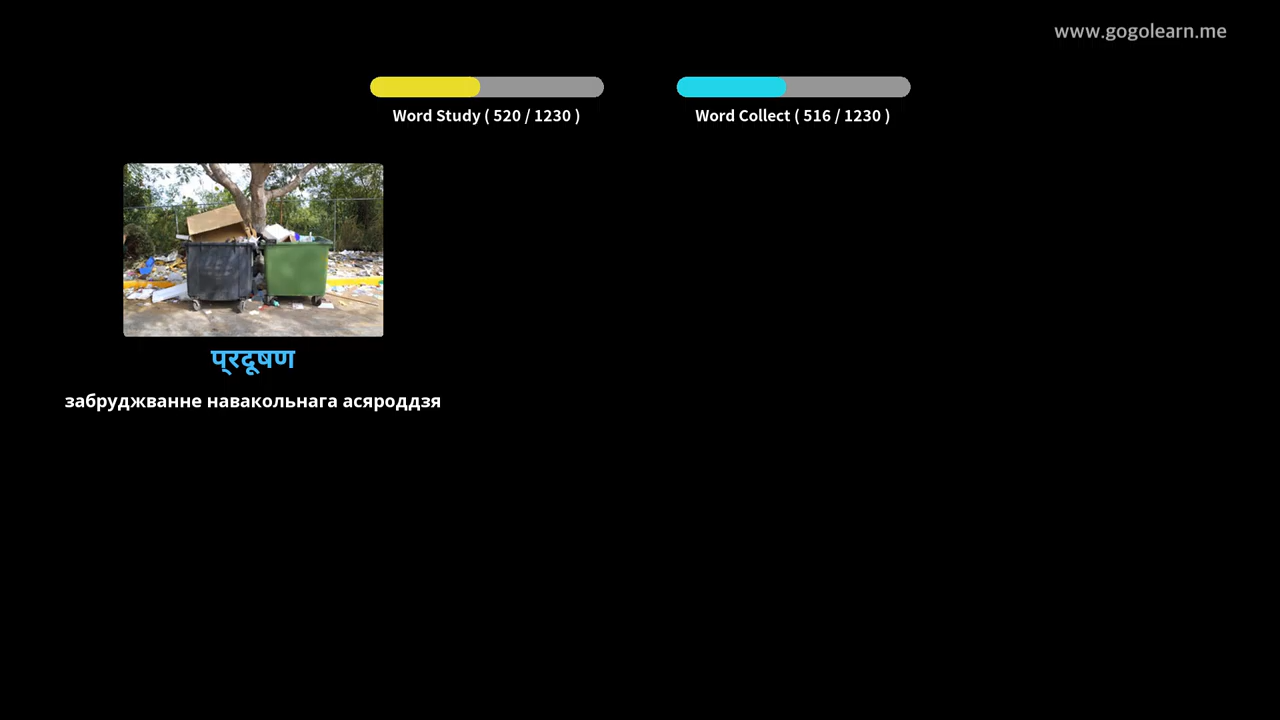 www.gogolearn.me
Word Study ( 520 / 1230 )
Word Collect ( 516 / 1230 )
प्रदूषण
забруджванне навакольнага асяроддзя